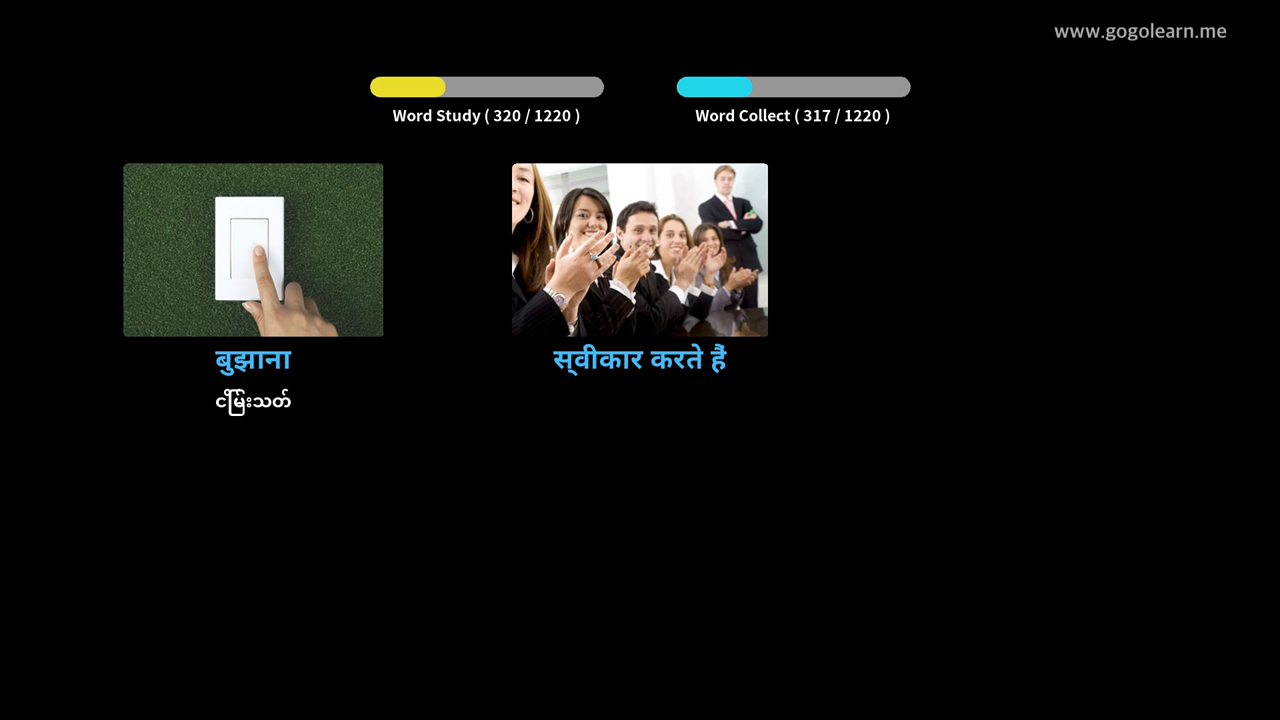 www.gogolearn.me
Word Study ( 320 / 1220 )
Word Collect ( 317 / 1220 )
बुझाना
स्वीकार करते हैं
ငြိမ်းသတ်